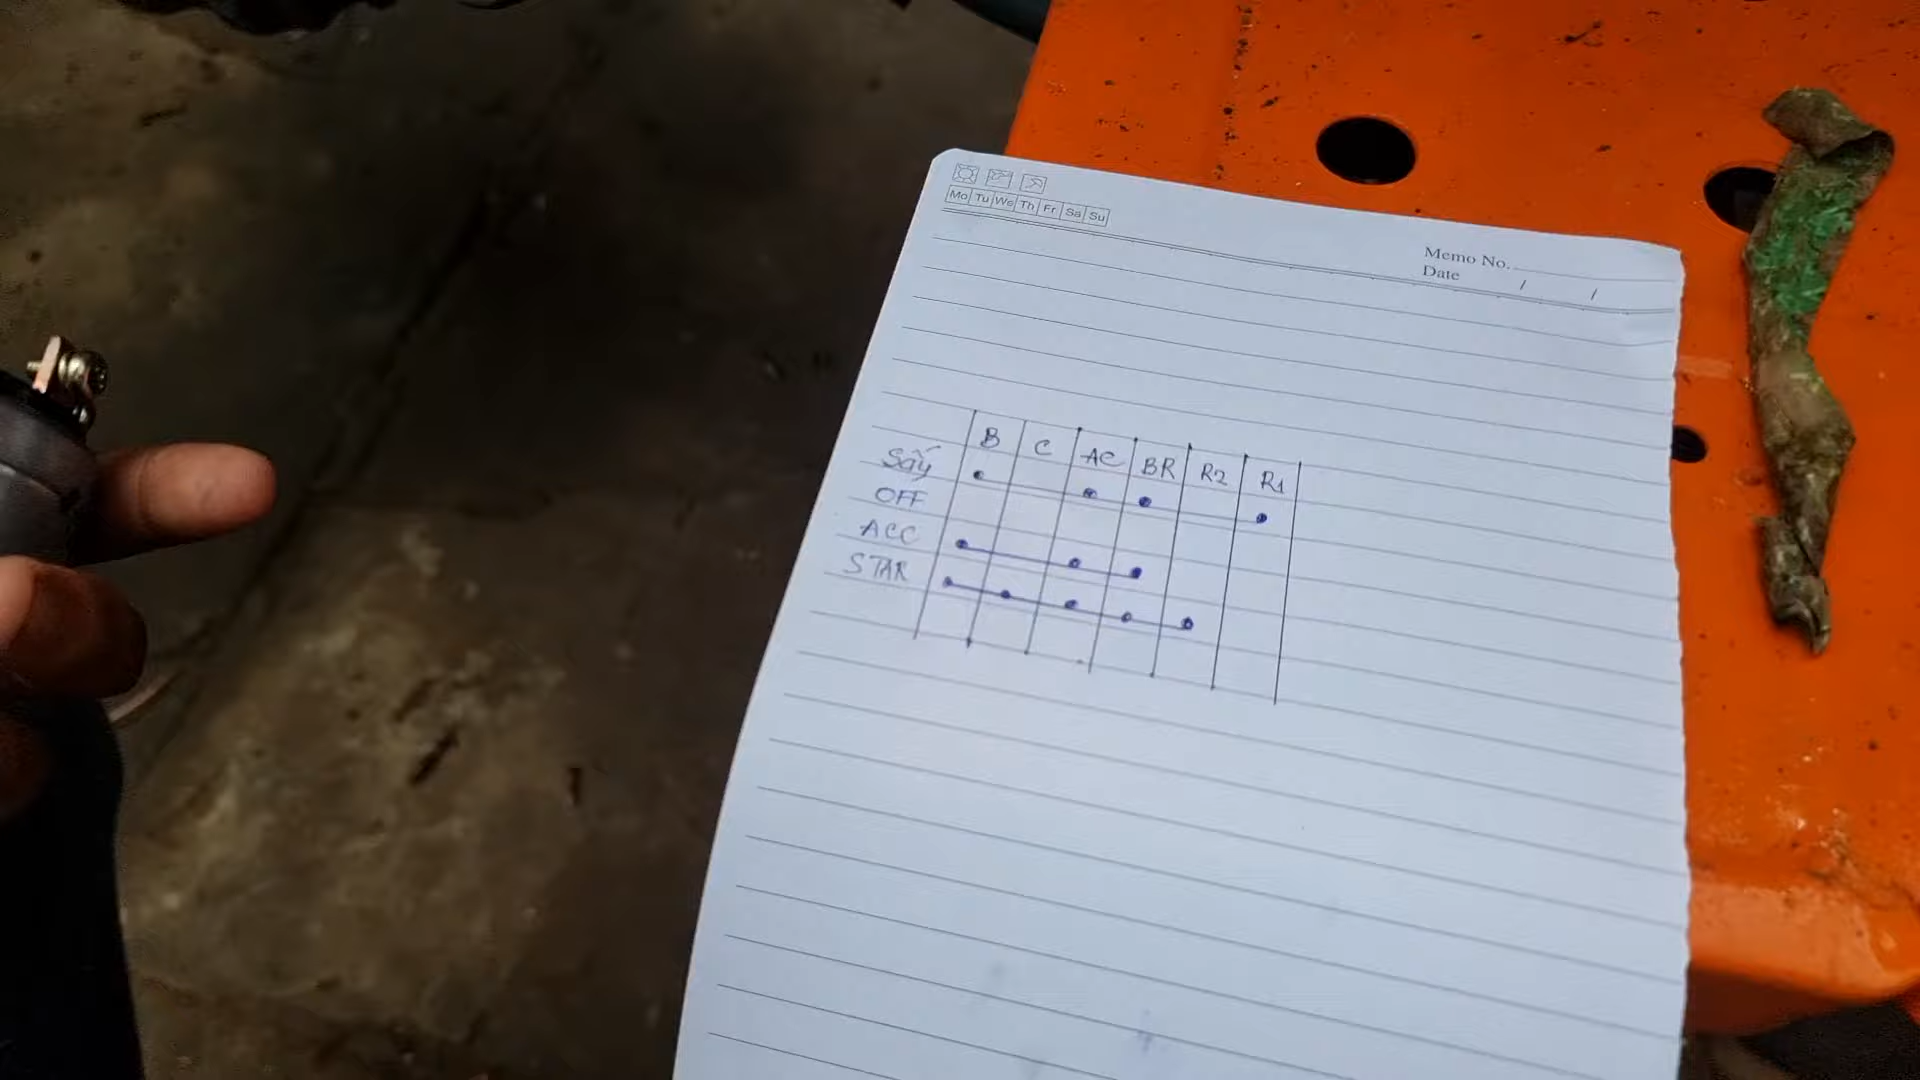 Mo Tu We Th Fr Sa Su
Memo No.
Date / /
B C AC BR R2 R1
Sấy
OFF
ACC
STAR